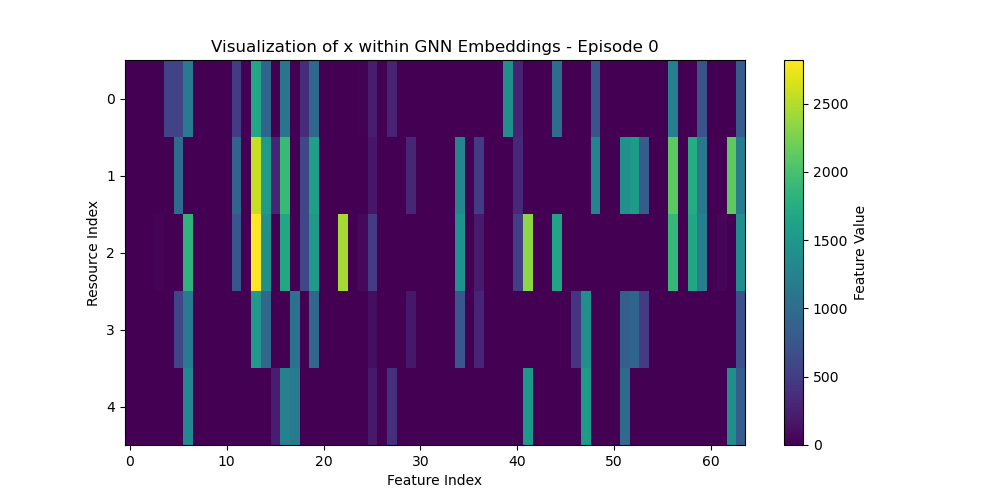 Visualization of x within GNN Embeddings - Episode 0
Resource Index
0
1
2
3
4
0 10 20 30 40 50 60
Feature Index
2500
2000
1500
1000
500
0
Feature Value